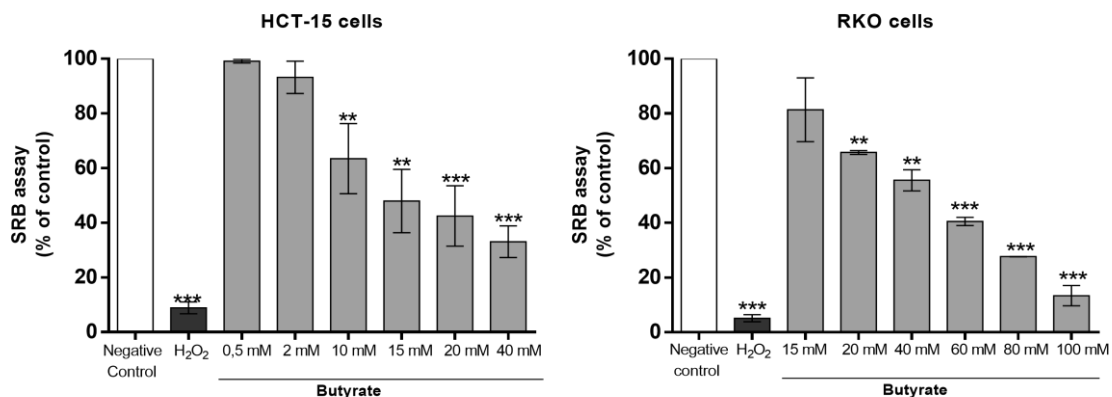 HCT-15 cells
SRB assay
(% of control)
100
80
60
40
20
0
***
**
**
***
***
Negative
Control
H₂O₂
0,5 mM
2 mM
10 mM
15 mM
20 mM
40 mM
Butyrate
RKO cells
SRB assay
(% of control)
100
80
60
40
20
0
***
**
**
***
***
***
Negative
control
H₂O₂
15 mM
20 mM
40 mM
60 mM
80 mM
100 mM
Butyrate